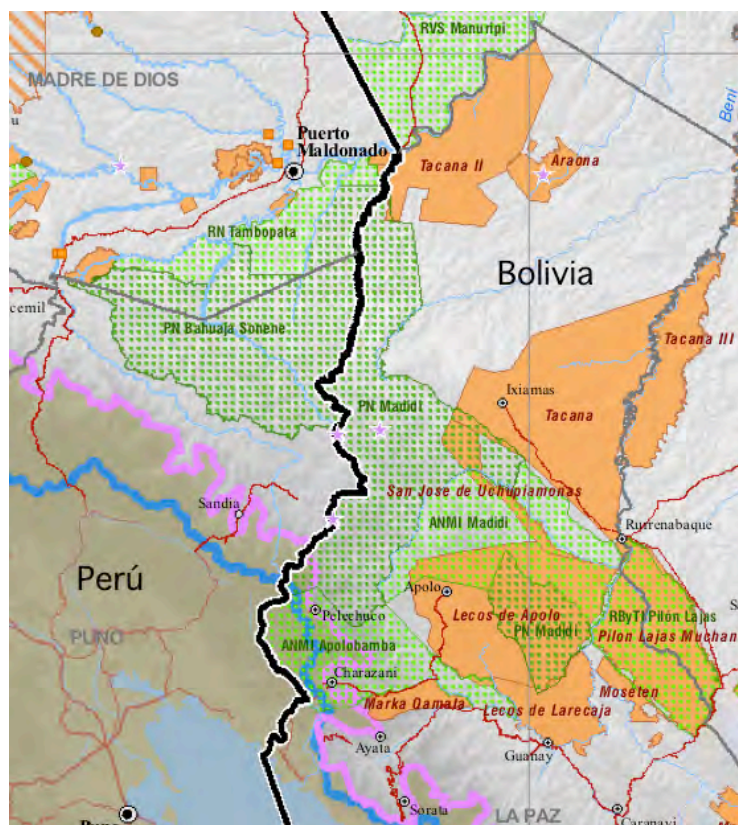 RVS Manuripi
MADRE DE DIOS
Puerto
Maldonado
Tacana II
Araona
Beni
RN Tambopata
Bolivia
Tacana III
PN Bahuaja Sonene
cemil
Ixiamas
PN Madidi
Tacana
San Jose de Uchupiamonas
Sandia
ANMI Madidi
Rurrenabaque
Perú
Apolo
Pelechuco
Lecos de Apolo
RByTI Pilón Lajas
PUNO
PN Madidi
Pilon Lajas Muchan
ANMI Apolobamba
Charazani
Moseten
Marka Qamata
Lecos de Larecaja
Ayata
Guanay
Sorata
LA PAZ
Caranavi